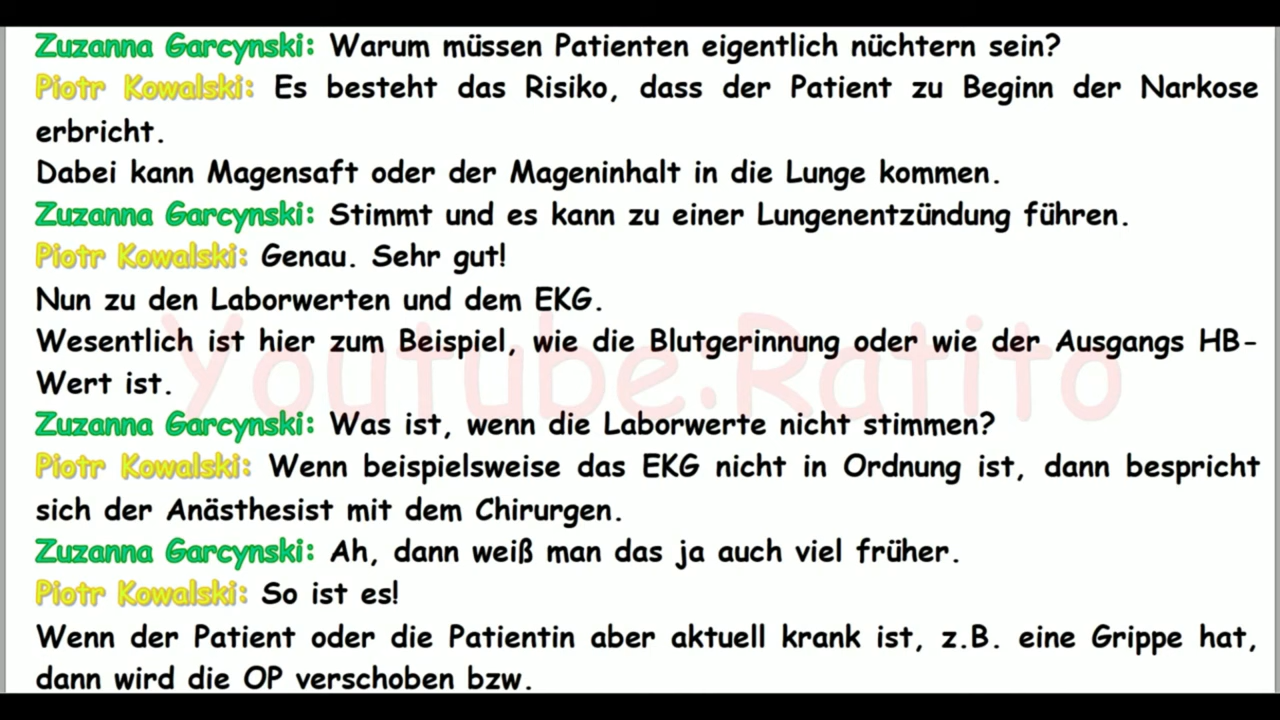 Zuzanna Garcynski: Warum müssen Patienten eigentlich nüchtern sein?
Piotr Kowalski: Es besteht das Risiko, dass der Patient zu Beginn der Narkose
erbricht.
Dabei kann Magensaft oder der Mageninhalt in die Lunge kommen.
Zuzanna Garcynski: Stimmt und es kann zu einer Lungenentzündung führen.
Piotr Kowalski: Genau. Sehr gut!
Nun zu den Laborwerten und dem EKG.
Wesentlich ist hier zum Beispiel, wie die Blutgerinnung oder wie der Ausgangs HB-
Wert ist.
Youtube.Ratito
Zuzanna Garcynski: Was ist, wenn die Laborwerte nicht stimmen?
Piotr Kowalski: Wenn beispielsweise das EKG nicht in Ordnung ist, dann bespricht
sich der Anästhesist mit dem Chirurgen.
Zuzanna Garcynski: Ah, dann weiß man das ja auch viel früher.
Piotr Kowalski: So ist es!
Wenn der Patient oder die Patientin aber aktuell krank ist, z.B. eine Grippe hat,
dann wird die OP verschoben bzw.